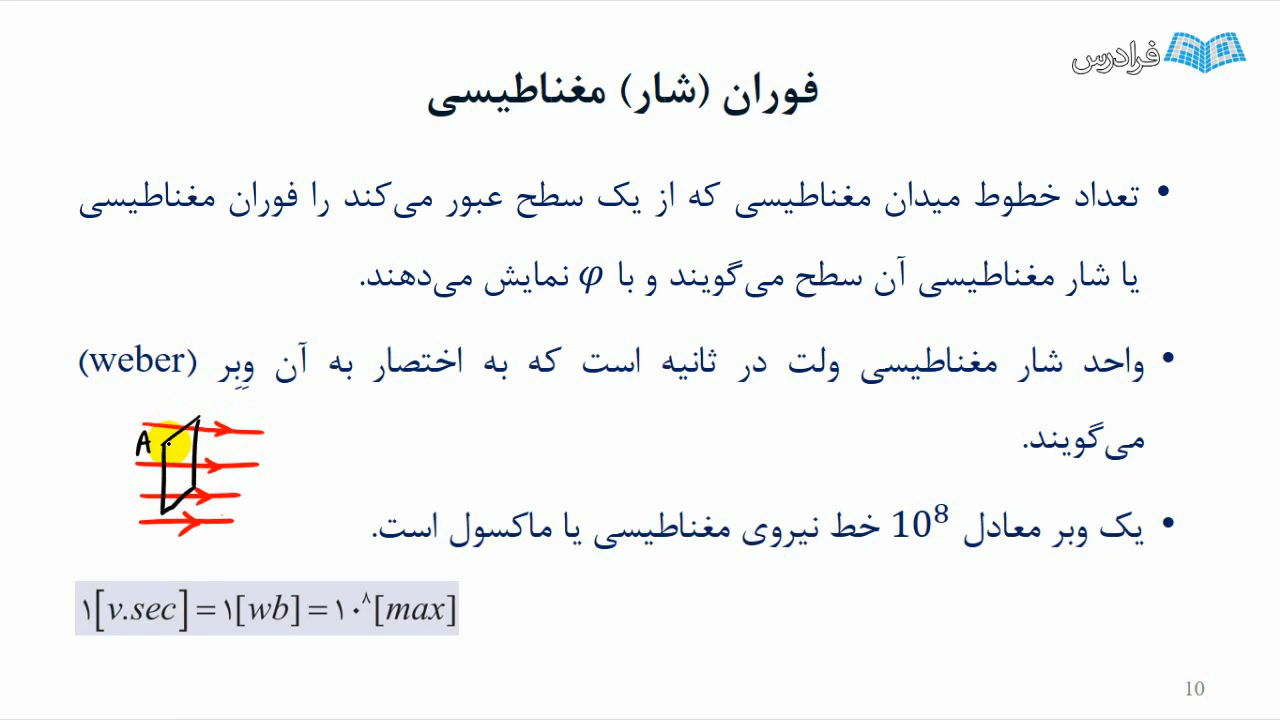 فرادرس
فوران (شار) مغناطیسی
• تعداد خطوط میدان مغناطیسی که از یک سطح عبور می‌کند را فوران مغناطیسی
یا شار مغناطیسی آن سطح می‌گویند و با φ نمایش می‌دهند.
• واحد شار مغناطیسی ولت در ثانیه است که به اختصار به آن وِبِر (weber)
می‌گویند.
A
• یک وبر معادل 10⁸ خط نیروی مغناطیسی یا ماکسول است.
۱[v.sec] = ۱[wb] = ۱۰^۸[max]
10